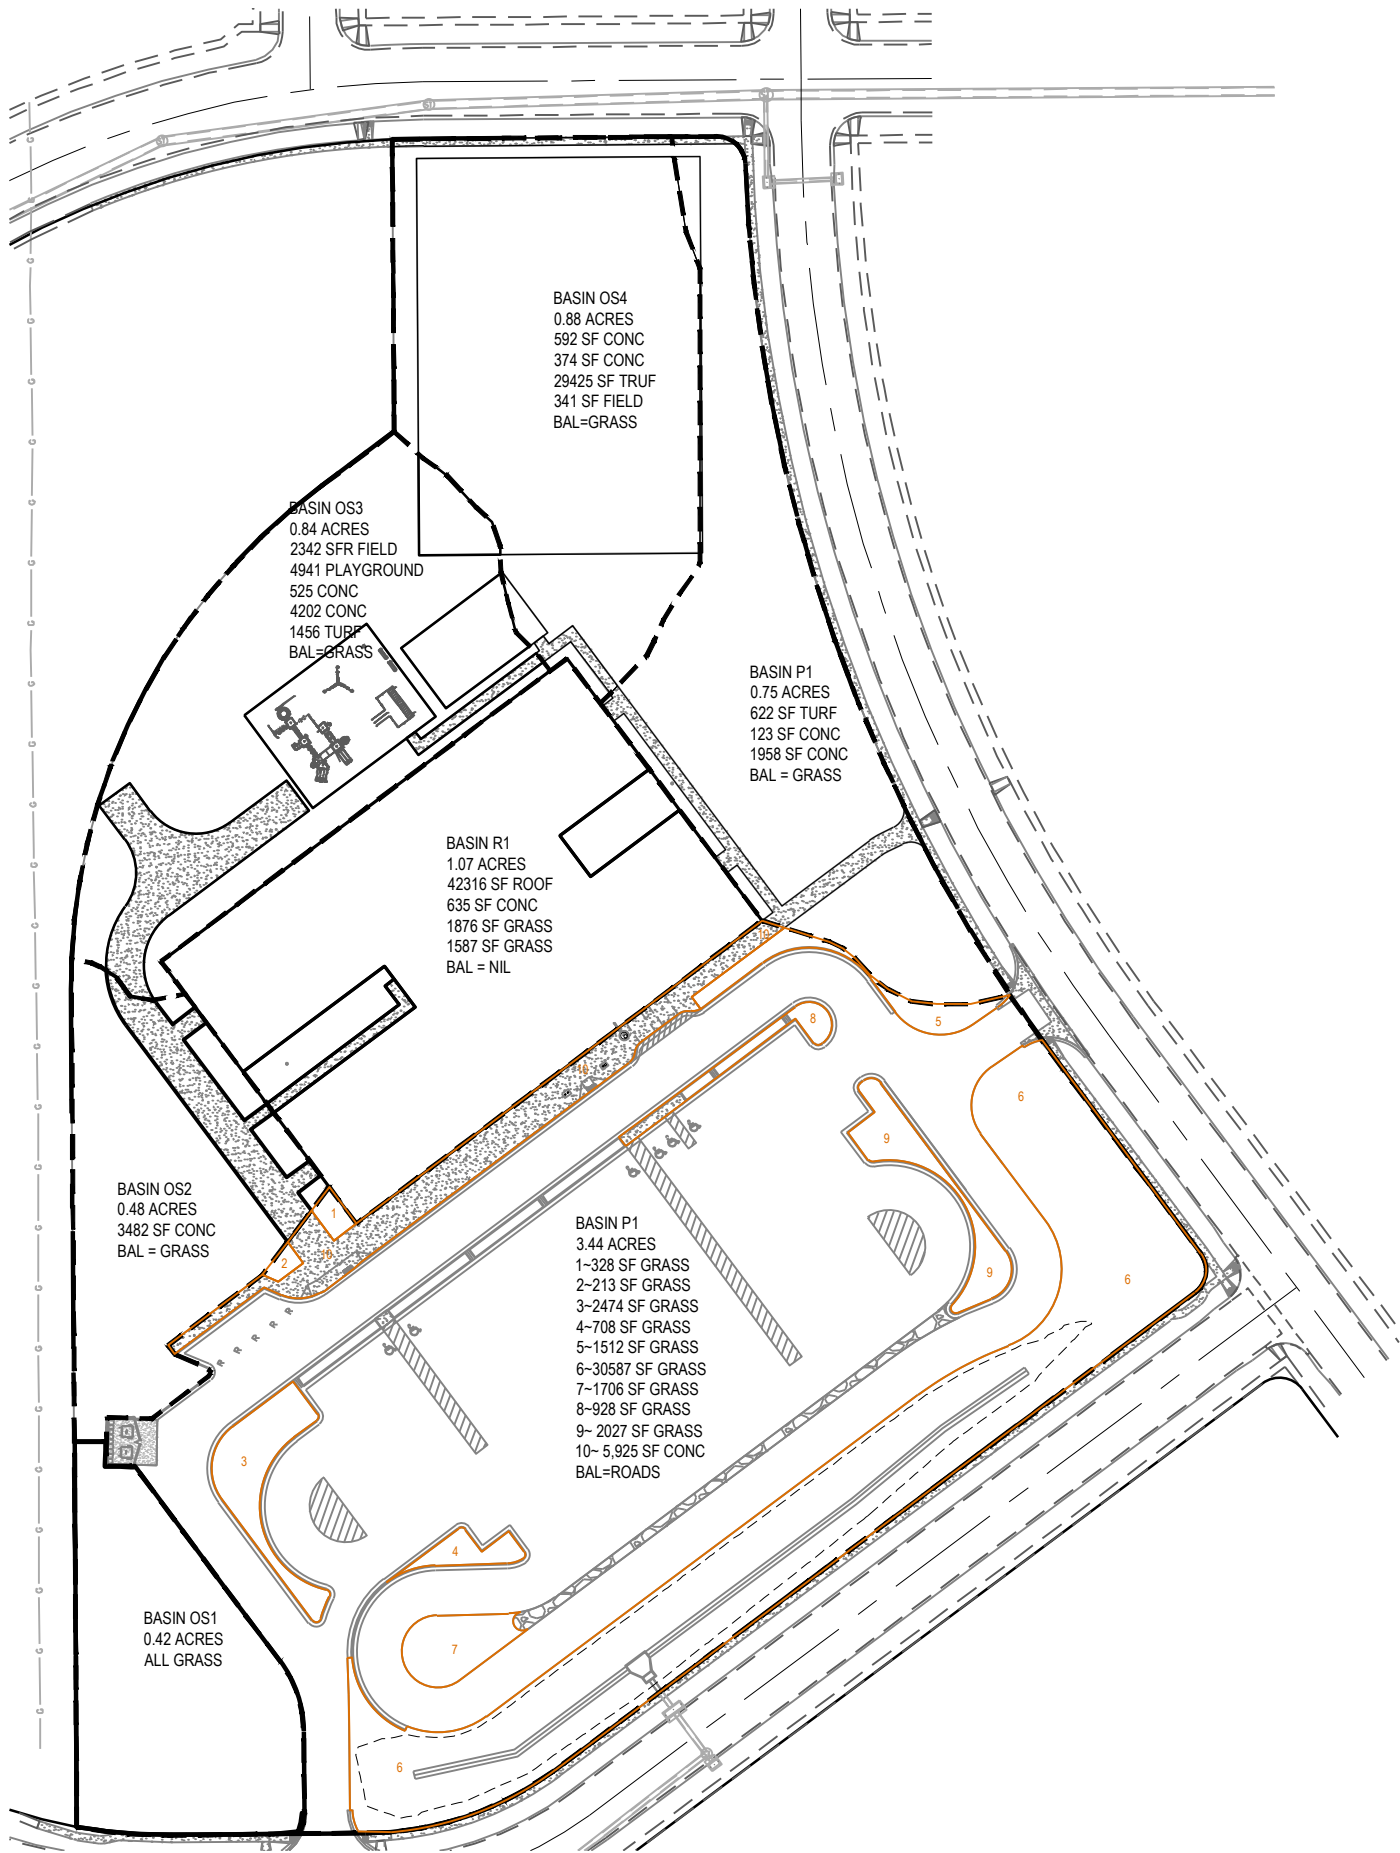 BASIN OS4
0.88 ACRES
592 SF CONC
374 SF CONC
29425 SF TRUF
341 SF FIELD
BAL=GRASS
BASIN OS3
0.84 ACRES
2342 SFR FIELD
4941 PLAYGROUND
525 CONC
4202 CONC
1456 TURF
BAL=GRASS
BASIN P1
0.75 ACRES
622 SF TURF
123 SF CONC
1958 SF CONC
BAL = GRASS
BASIN R1
1.07 ACRES
42316 SF ROOF
635 SF CONC
1876 SF GRASS
1587 SF GRASS
BAL = NIL
10
5
8
6
10
9
BASIN OS2
0.48 ACRES
3482 SF CONC
BAL = GRASS
1
2
10
9
6
BASIN P1
3.44 ACRES
1~328 SF GRASS
2~213 SF GRASS
3~2474 SF GRASS
4~708 SF GRASS
5~1512 SF GRASS
6~30587 SF GRASS
7~1706 SF GRASS
8~928 SF GRASS
9~ 2027 SF GRASS
10~ 5,925 SF CONC
BAL=ROADS
R R R R R
3
4
7
BASIN OS1
0.42 ACRES
ALL GRASS
6